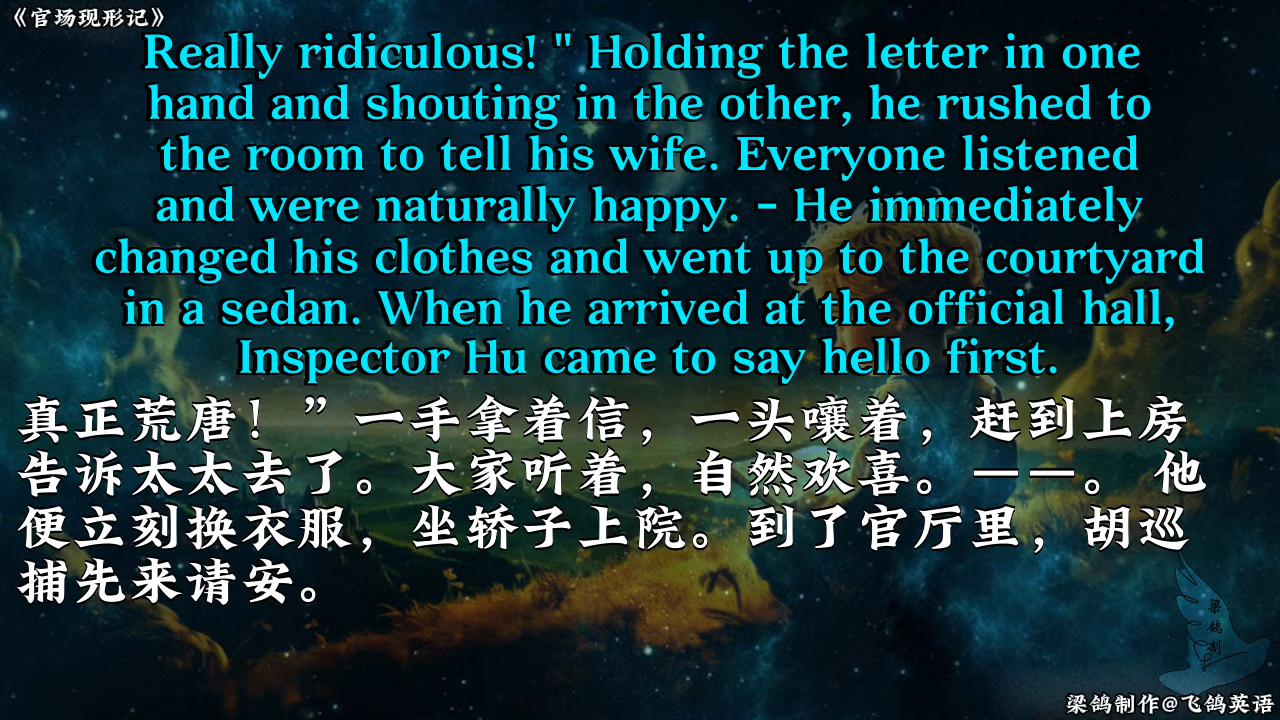 《官场现形记》
Really ridiculous! " Holding the letter in one
hand and shouting in the other, he rushed to
the room to tell his wife. Everyone listened
and were naturally happy. - He immediately
changed his clothes and went up to the courtyard
in a sedan. When he arrived at the official hall,
Inspector Hu came to say hello first.
真正荒唐！”一手拿着信，一头嚷着，赶到上房
告诉太太去了。大家听着，自然欢喜。——。 他
便立刻换衣服，坐轿子上院。到了官厅里，胡巡
捕先来请安。
梁
鸽
制
梁鸽制作@飞鸽英语